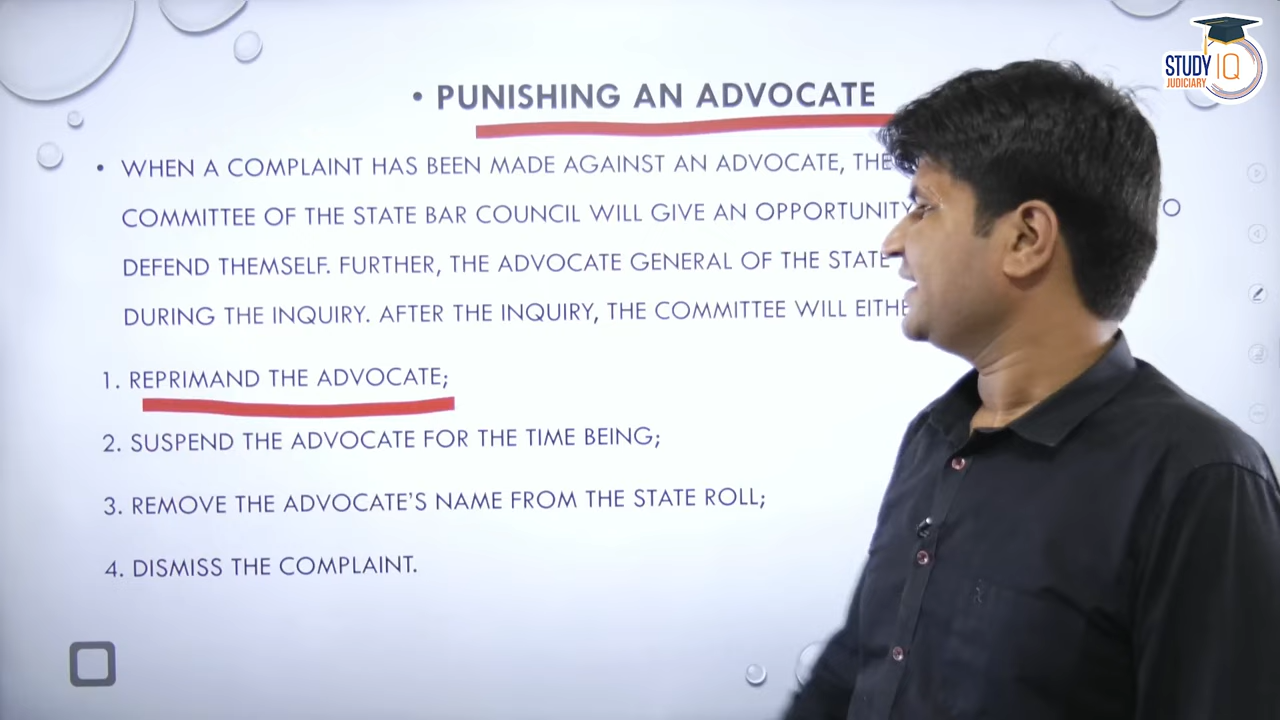 STUDY IQ
JUDICIARY
• PUNISHING AN ADVOCATE
• WHEN A COMPLAINT HAS BEEN MADE AGAINST AN ADVOCATE, THE
COMMITTEE OF THE STATE BAR COUNCIL WILL GIVE AN OPPORTUNITY
DEFEND THEMSELF. FURTHER, THE ADVOCATE GENERAL OF THE STATE
DURING THE INQUIRY. AFTER THE INQUIRY, THE COMMITTEE WILL
1. REPRIMAND THE ADVOCATE;
2. SUSPEND THE ADVOCATE FOR THE TIME BEING;
3. REMOVE THE ADVOCATE'S NAME FROM THE STATE ROLL;
4. DISMISS THE COMPLAINT.